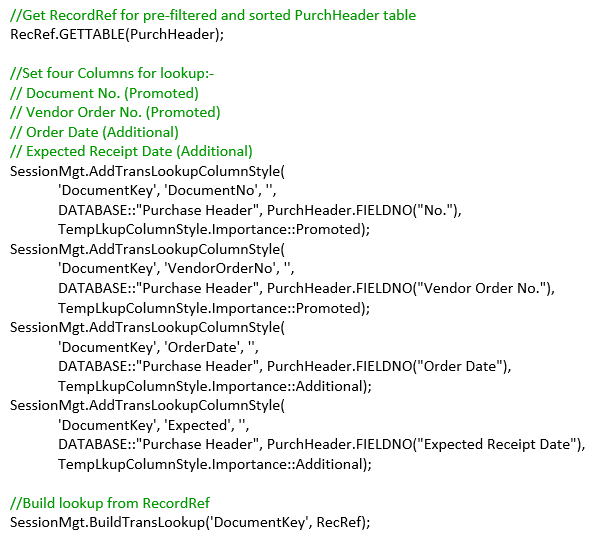 //Get RecordRef for pre-filtered and sorted PurchHeader table
RecRef.GETTABLE(PurchHeader);

//Set four Columns for lookup:-
// Document No. (Promoted)
// Vendor Order No. (Promoted)
// Order Date (Additional)
// Expected Receipt Date (Additional)
SessionMgt.AddTransLookupColumnStyle(
'DocumentKey', 'DocumentNo', '',
DATABASE::"Purchase Header", PurchHeader.FIELDNO("No."),
TempLkupColumnStyle.Importance::Promoted);
SessionMgt.AddTransLookupColumnStyle(
'DocumentKey', 'VendorOrderNo', '',
DATABASE::"Purchase Header", PurchHeader.FIELDNO("Vendor Order No."),
TempLkupColumnStyle.Importance::Promoted);
SessionMgt.AddTransLookupColumnStyle(
'DocumentKey', 'OrderDate', '',
DATABASE::"Purchase Header", PurchHeader.FIELDNO("Order Date"),
TempLkupColumnStyle.Importance::Additional);
SessionMgt.AddTransLookupColumnStyle(
'DocumentKey', 'Expected', '',
DATABASE::"Purchase Header", PurchHeader.FIELDNO("Expected Receipt Date"),
TempLkupColumnStyle.Importance::Additional);

//Build lookup from RecordRef
SessionMgt.BuildTransLookup('DocumentKey', RecRef);